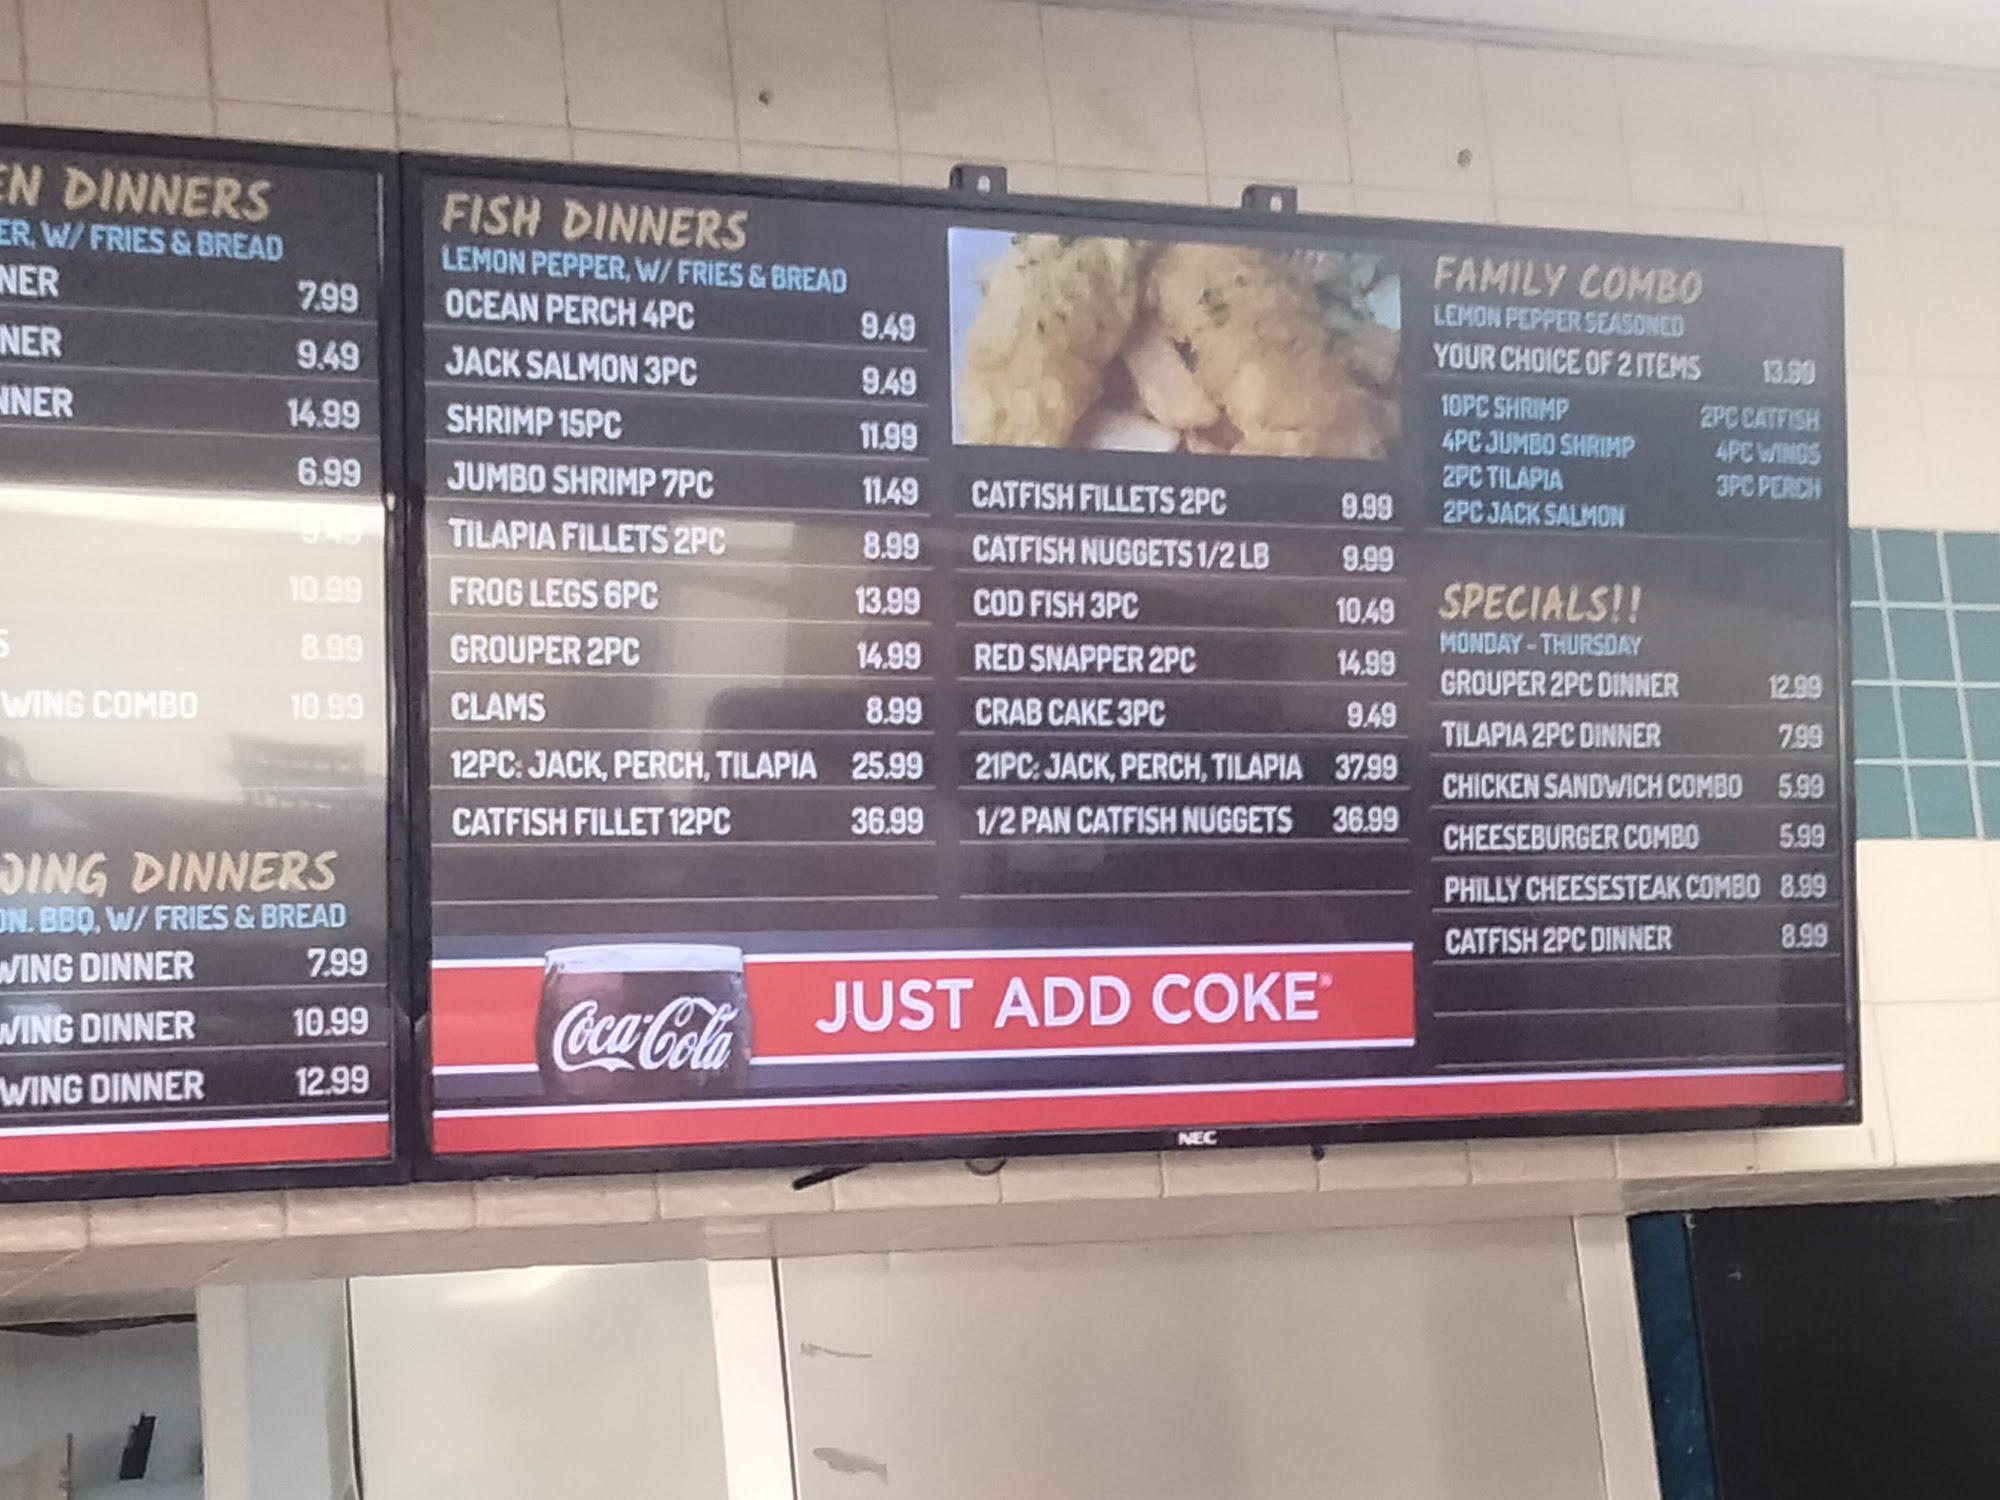 EN DINNERS
ER, W/ FRIES & BREAD
NER 7.99
NER 9.49
NNER 14.99
6.99
9.49
10.99
S 8.99
WING COMBO 10.99
WING DINNERS
ON, BBQ, W/ FRIES & BREAD
WING DINNER 7.99
WING DINNER 10.99
WING DINNER 12.99
FISH DINNERS
LEMON PEPPER, W/ FRIES & BREAD
OCEAN PERCH 4PC 9.49
JACK SALMON 3PC 9.49
SHRIMP 15PC 11.99
JUMBO SHRIMP 7PC 11.49
TILAPIA FILLETS 2PC 8.99
FROG LEGS 6PC 13.99
GROUPER 2PC 14.99
CLAMS 8.99
12PC: JACK, PERCH, TILAPIA 25.99
CATFISH FILLET 12PC 36.99
CATFISH FILLETS 2PC 9.99
CATFISH NUGGETS 1/2 LB 9.99
COD FISH 3PC 10.49
RED SNAPPER 2PC 14.99
CRAB CAKE 3PC 9.49
21PC: JACK, PERCH, TILAPIA 37.99
1/2 PAN CATFISH NUGGETS 36.99
Coca-Cola
JUST ADD COKE®
FAMILY COMBO
LEMON PEPPER SEASONED
YOUR CHOICE OF 2 ITEMS 13.99
10PC SHRIMP 2PC CATFISH
4PC JUMBO SHRIMP 4PC WINGS
2PC TILAPIA 3PC PERCH
2PC JACK SALMON
SPECIALS!!
MONDAY - THURSDAY
GROUPER 2PC DINNER 12.99
TILAPIA 2PC DINNER 7.99
CHICKEN SANDWICH COMBO 5.99
CHEESEBURGER COMBO 5.99
PHILLY CHEESESTEAK COMBO 8.99
CATFISH 2PC DINNER 8.99
NEC